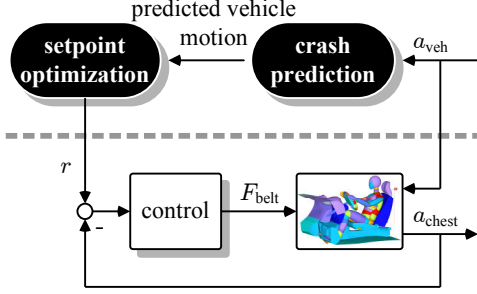 predicted vehicle
motion
setpoint
optimization
crash
prediction
a_veh
r
-
control
F_belt
a_chest